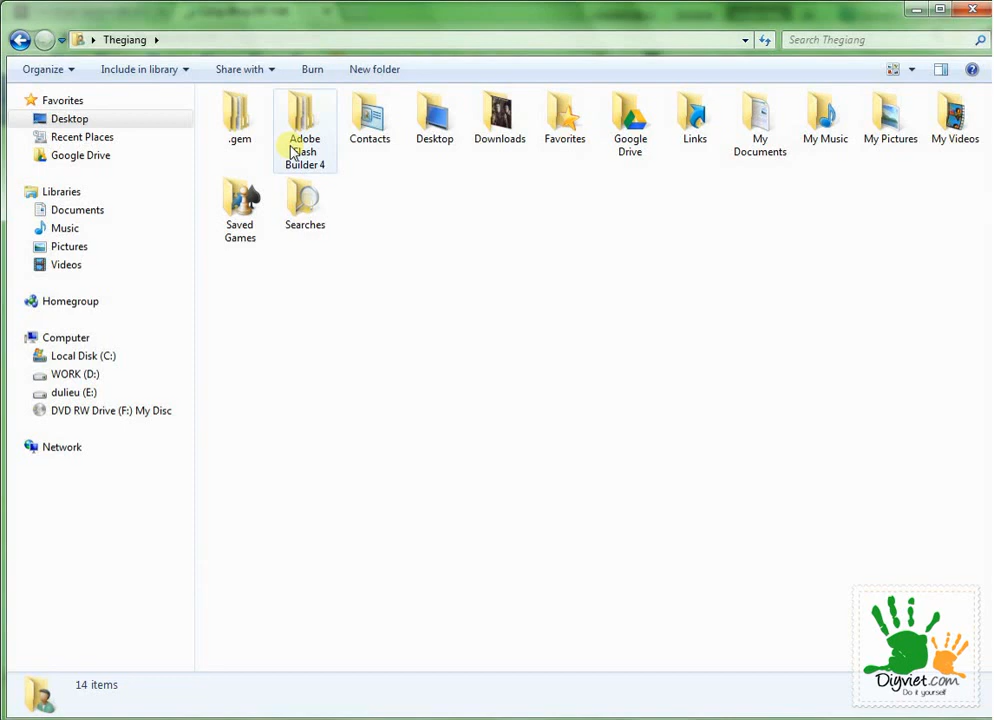 Thegiang
Search Thegiang
Organize
Include in library
Share with
Burn
New folder
Favorites
Desktop
Recent Places
Google Drive
Libraries
Documents
Music
Pictures
Videos
Homegroup
Computer
Local Disk (C:)
WORK (D:)
dulieu (E:)
DVD RW Drive (F:) My Disc
Network
.gem
Adobe
Flash
Builder 4
Contacts
Desktop
Downloads
Favorites
Google
Drive
Links
My
Documents
My Music
My Pictures
My Videos
Saved
Games
Searches
14 items
Diyviet.com
Do it yourself